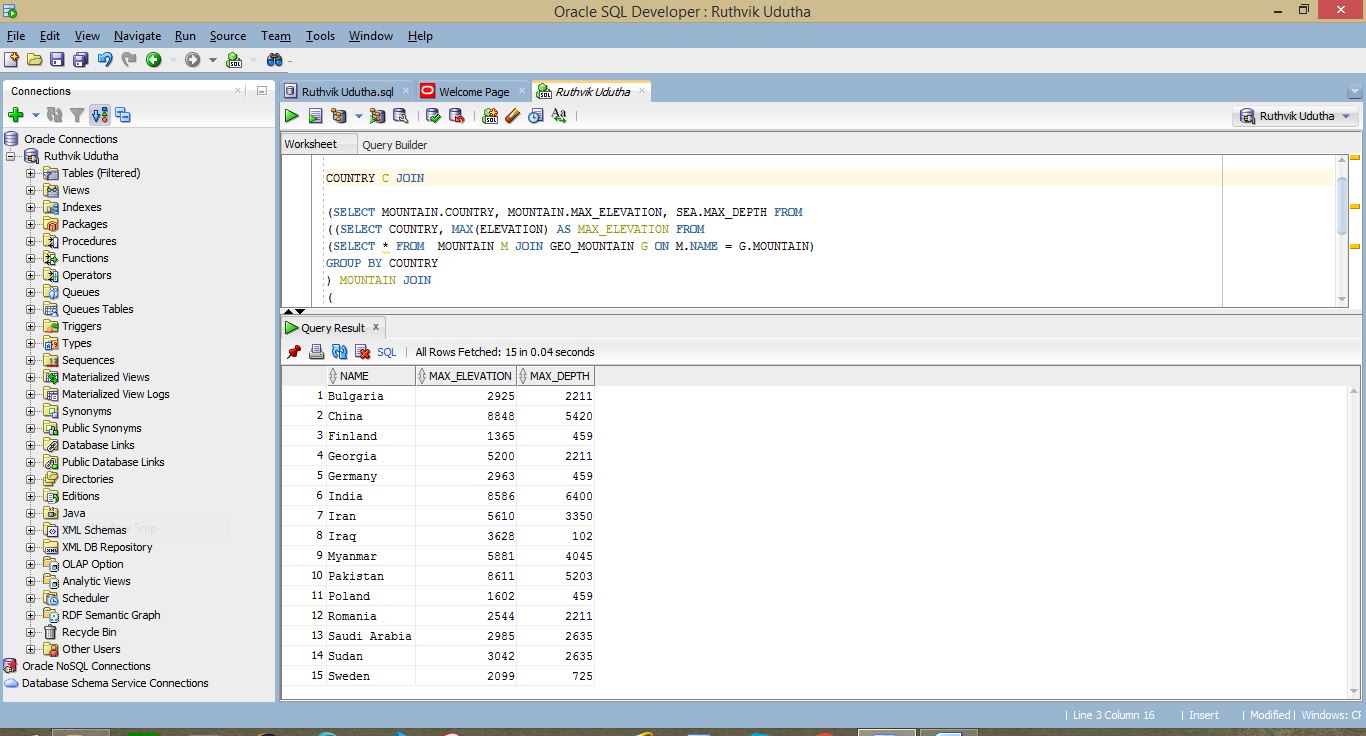 Oracle SQL Developer : Ruthvik Udutha
File Edit View Navigate Run Source Team Tools Window Help
Connections
Oracle Connections
Ruthvik Udutha
Tables (Filtered)
Views
Indexes
Packages
Procedures
Functions
Operators
Queues
Queues Tables
Triggers
Types
Sequences
Materialized Views
Materialized View Logs
Synonyms
Public Synonyms
Database Links
Public Database Links
Directories
Editions
Java
XML Schemas
Snip
XML DB Repository
OLAP Option
Analytic Views
Scheduler
RDF Semantic Graph
Recycle Bin
Other Users
Oracle NoSQL Connections
Database Schema Service Connections
Ruthvik Udutha.sql Welcome Page Ruthvik Udutha
Ruthvik Udutha
Worksheet Query Builder
COUNTRY C JOIN
(SELECT MOUNTAIN.COUNTRY, MOUNTAIN.MAX_ELEVATION, SEA.MAX_DEPTH FROM
((SELECT COUNTRY, MAX(ELEVATION) AS MAX_ELEVATION FROM
(SELECT * FROM  MOUNTAIN M JOIN GEO_MOUNTAIN G ON M.NAME = G.MOUNTAIN)
GROUP BY COUNTRY
) MOUNTAIN JOIN
(
Query Result
SQL | All Rows Fetched: 15 in 0.04 seconds
NAME MAX_ELEVATION MAX_DEPTH
1 Bulgaria 2925 2211
2 China 8848 5420
3 Finland 1365 459
4 Georgia 5200 2211
5 Germany 2963 459
6 India 8586 6400
7 Iran 5610 3350
8 Iraq 3628 102
9 Myanmar 5881 4045
10 Pakistan 8611 5203
11 Poland 1602 459
12 Romania 2544 2211
13 Saudi Arabia 2985 2635
14 Sudan 3042 2635
15 Sweden 2099 725
| Line 3 Column 16 | Insert | Modified | Windows: CF